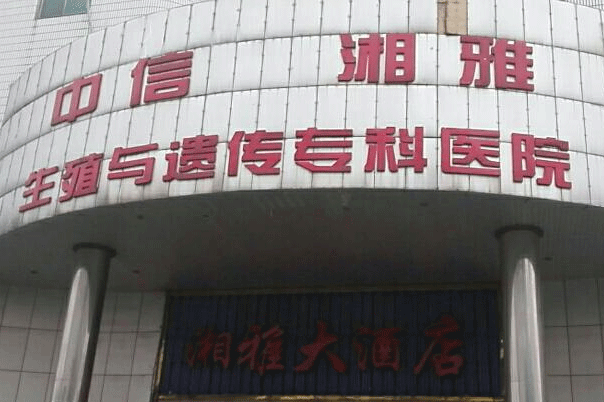 中信 湘雅
生殖与遗传专科医院
湘雅大酒店